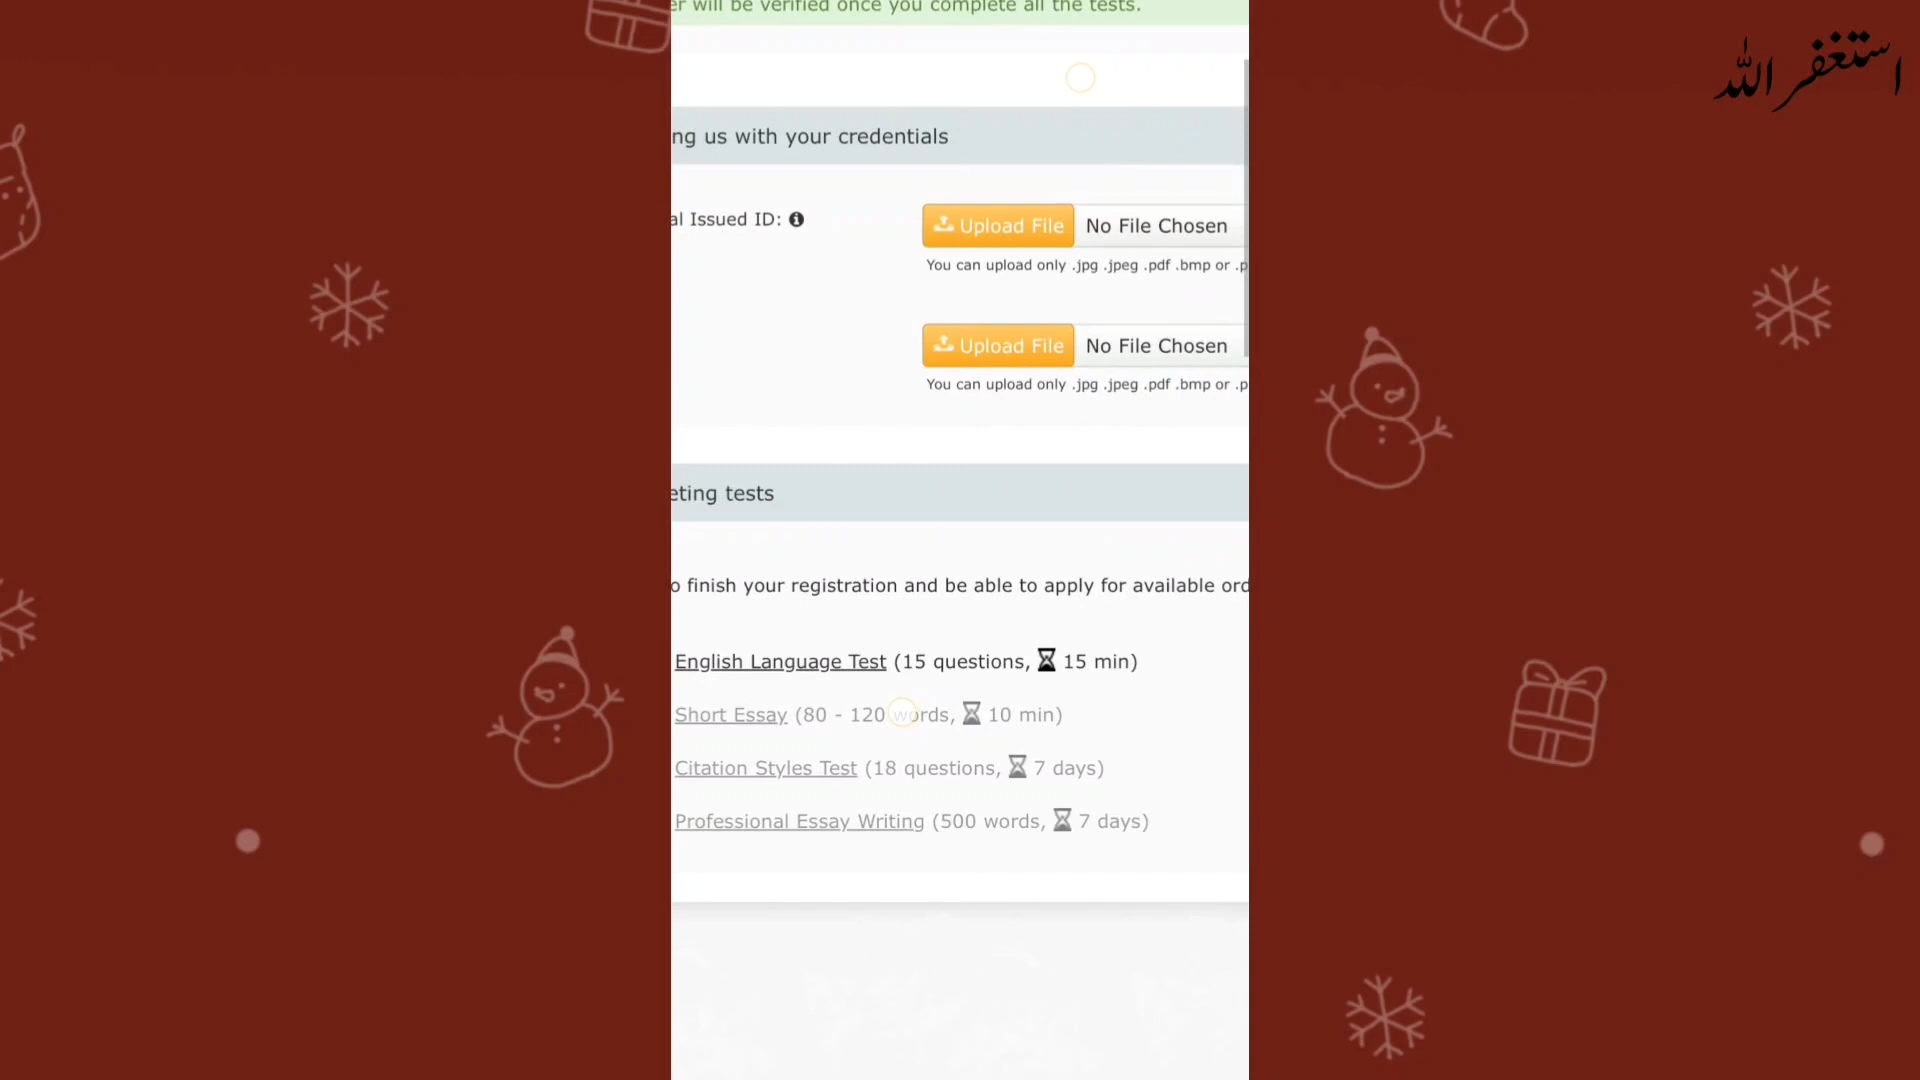 er will be verified once you complete all the tests.
استغفر الله
ng us with your credentials
al Issued ID:
Upload File No File Chosen
You can upload only .jpg .jpeg .pdf .bmp or .p
Upload File No File Chosen
You can upload only .jpg .jpeg .pdf .bmp or .p
eting tests
o finish your registration and be able to apply for available ord
English Language Test (15 questions, 15 min)
Short Essay (80 - 120 words, 10 min)
Citation Styles Test (18 questions, 7 days)
Professional Essay Writing (500 words, 7 days)